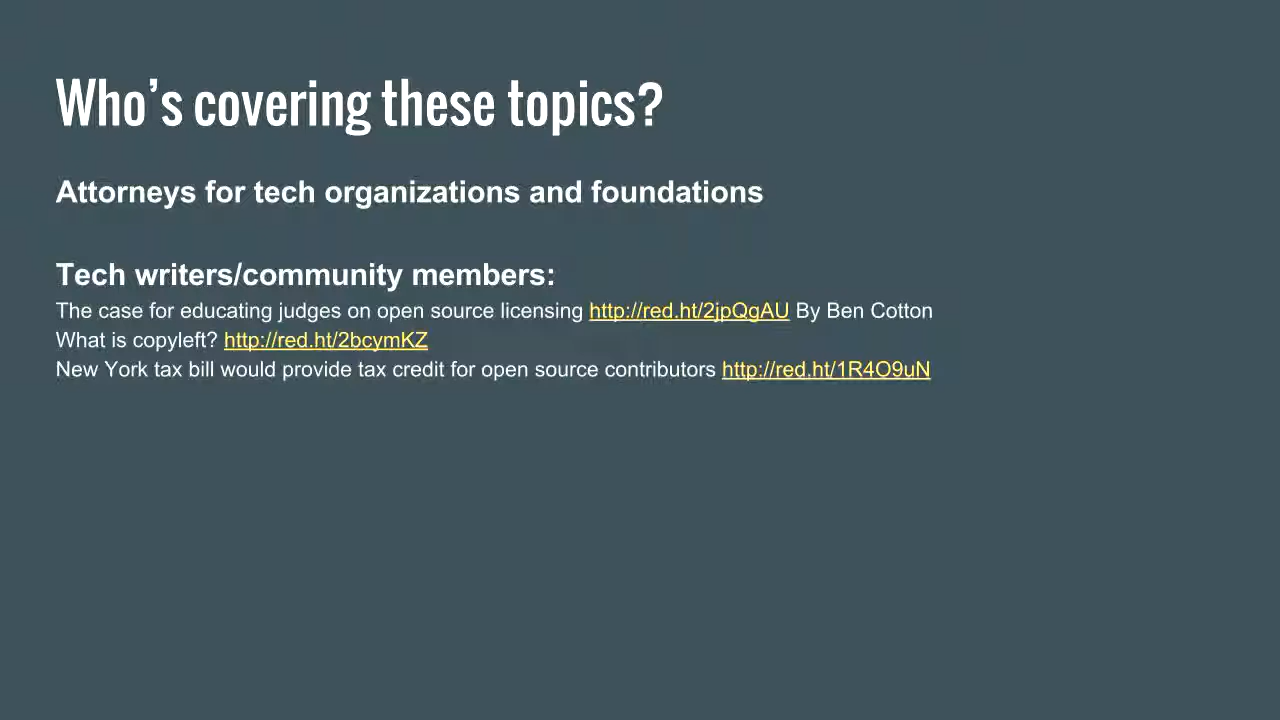 Who’s covering these topics?
Attorneys for tech organizations and foundations
Tech writers/community members:
The case for educating judges on open source licensing http://red.ht/2jpQgAU By Ben Cotton
What is copyleft? http://red.ht/2bcymKZ
New York tax bill would provide tax credit for open source contributors http://red.ht/1R4O9uN